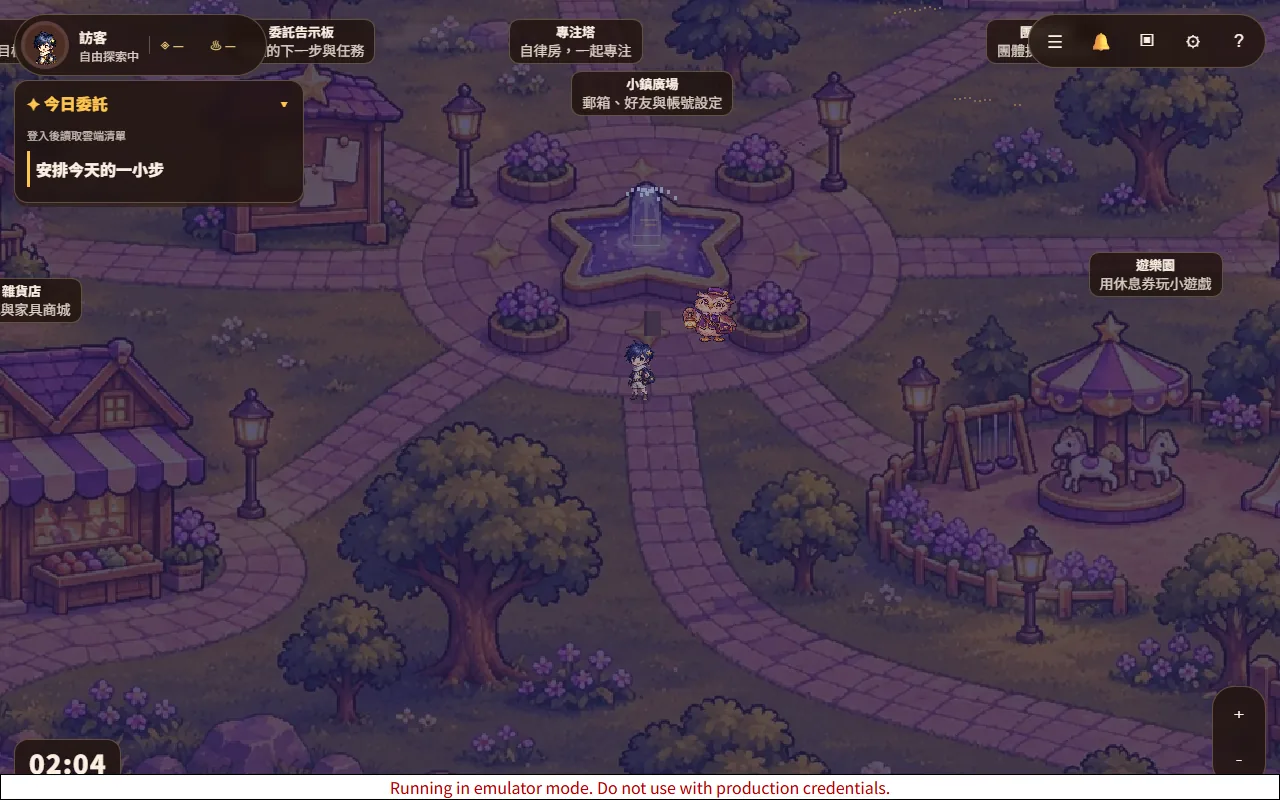 訪客
自由探索中
委託告示板
的下一步與任務
專注塔
自律房，一起專注
團體
小鎮廣場
郵箱、好友與帳號設定
今日委託
登入後讀取雲端清單
安排今天的一小步
遊樂園
用休息券玩小遊戲
雜貨店
與家具商城
02:04
Running in emulator mode. Do not use with production credentials.